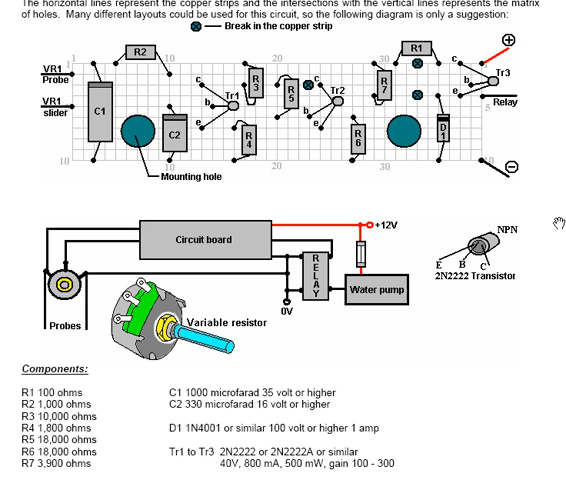 The horizontal lines represent the copper strips and the intersections with the vertical lines represents the matrix
of holes. Many different layouts could be used for this circuit, so the following diagram is only a suggestion:
Break in the copper strip
1 10 20 30
R2 R1 +
VR1 Probe
c c c
R3 R5 R7
Tr1 Tr2 Tr3
b b b
VR1 slider
C1 C2
e e e
Relay
5
R4 R6 D1
10 20 30 10
Mounting hole
−
+12V
Circuit board
NPN
RELAY
E B C
2N2222 Transistor
Water pump
0V
Probes
Variable resistor
Components:
R1 100 ohms C1 1000 microfarad 35 volt or higher
R2 1,000 ohms C2 330 microfarad 16 volt or higher
R3 10,000 ohms
R4 1,800 ohms D1 1N4001 or similar 100 volt or higher 1 amp
R5 18,000 ohms
R6 18,000 ohms Tr1 to Tr3 2N2222 or 2N2222A or similar
R7 3,900 ohms 40V, 800 mA, 500 mW, gain 100 - 300